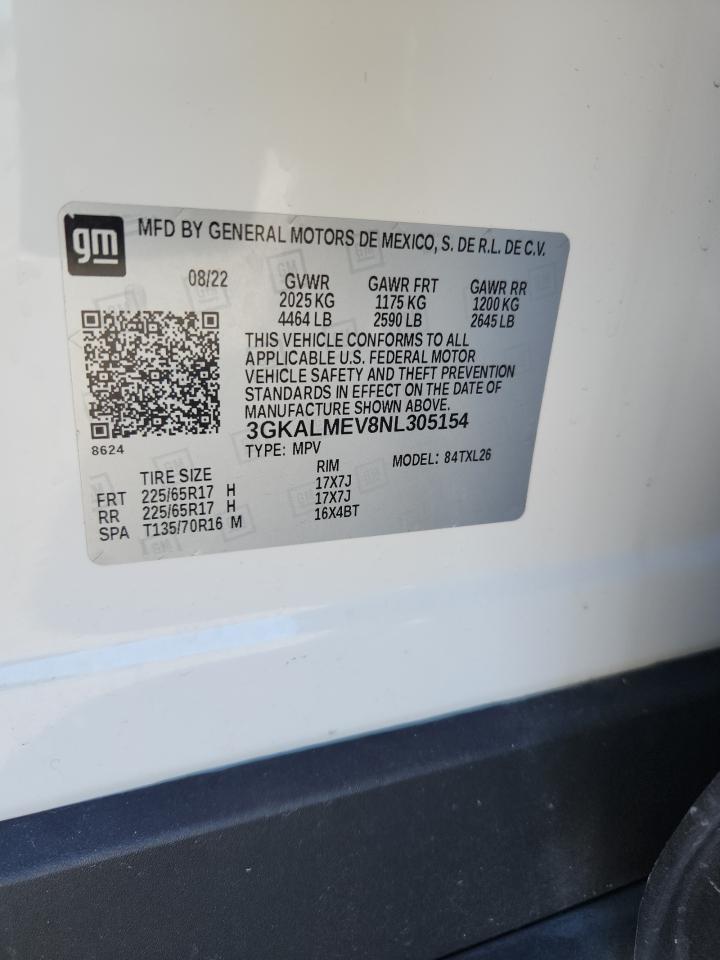 gm
MFD BY GENERAL MOTORS DE MEXICO, S. DE R.L. DE C.V.
08/22 GVWR GAWR FRT GAWR RR
2025 KG 1175 KG 1200 KG
4464 LB 2590 LB 2645 LB
THIS VEHICLE CONFORMS TO ALL
APPLICABLE U.S. FEDERAL MOTOR
VEHICLE SAFETY AND THEFT PREVENTION
STANDARDS IN EFFECT ON THE DATE OF
MANUFACTURE SHOWN ABOVE.
3GKALMEV8NL305154
8624 TYPE: MPV MODEL: 84TXL26
TIRE SIZE RIM
FRT 225/65R17 H 17X7J
RR 225/65R17 H 17X7J
SPA T135/70R16 M 16X4BT